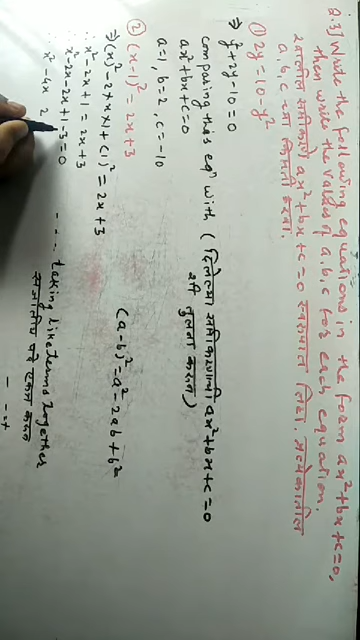 Q.3) Write the following equations in the form ax²+bx+c=0,
then write the values of a, b, c for each equation.
समीकरणे ax²+bx+c=0 स्वरूपात लिहा. प्रत्येकातील
a, b, c च्या किमती ठरवा.
① 2y = 10 - y²
⇒ y² + 2y - 10 = 0
comparing this eqⁿ with (दिलेल्या समीकरणाची ax²+bx+c=0
ax²+bx+c=0 शी तुलना करून)
a=1, b=2, c=-10
② (x-1)² = 2x+3 (a-b)² = a²-2ab+b²
⇒ (x² - 2×x×1 + (1)² = 2x+3
∴ x² - 2x + 1 = 2x+3
∴ x² - 2x - 2x + 1 - 3 = 0 - - - taking like terms together
∴ x² - 4x 2 सजातीय पदे एकत्र करून